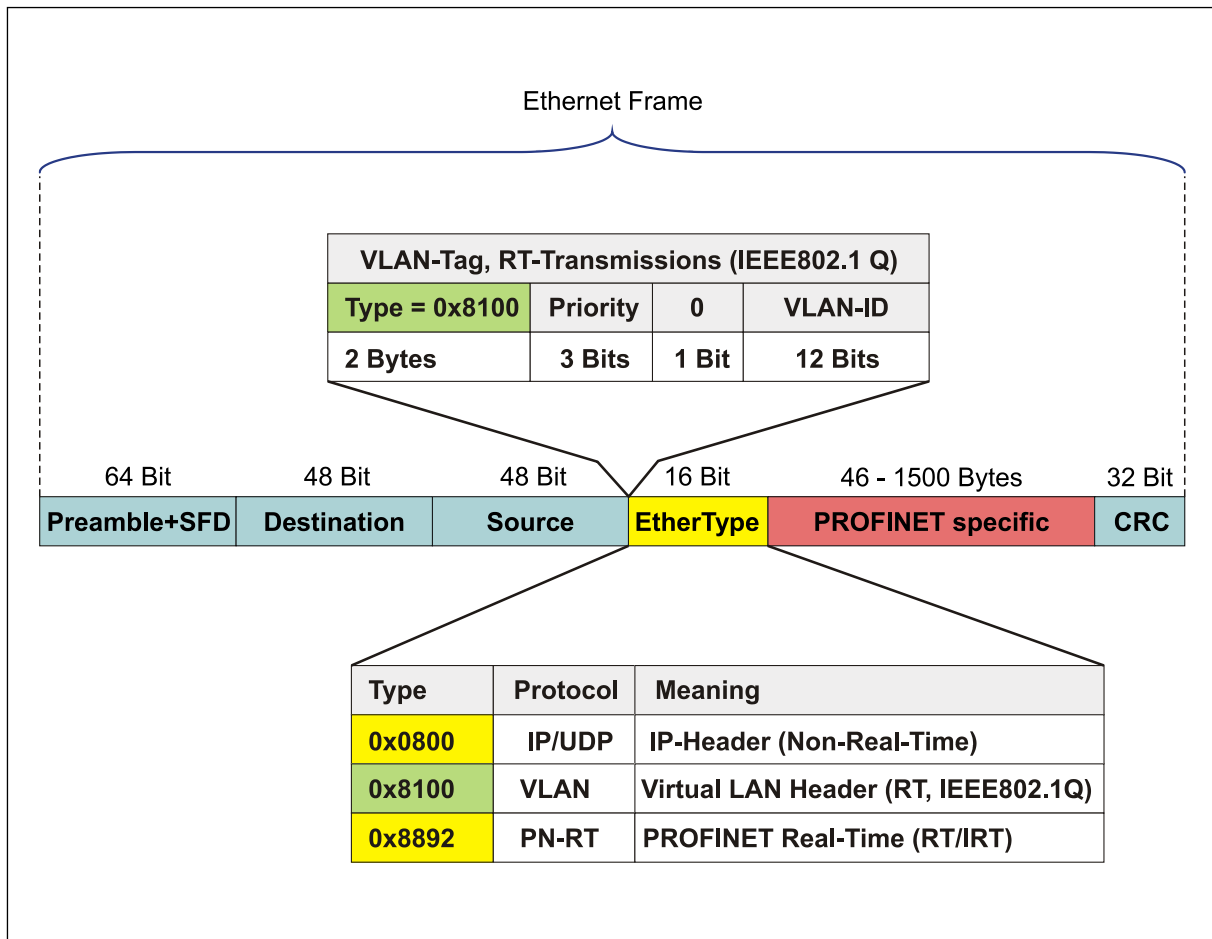 Ethernet Frame
VLAN-Tag, RT-Transmissions (IEEE802.1 Q)
Type = 0x8100 Priority 0 VLAN-ID
2 Bytes 3 Bits 1 Bit 12 Bits
64 Bit 48 Bit 48 Bit 16 Bit 46 - 1500 Bytes 32 Bit
Preamble+SFD Destination Source EtherType PROFINET specific CRC
Type Protocol Meaning
0x0800 IP/UDP IP-Header (Non-Real-Time)
0x8100 VLAN Virtual LAN Header (RT, IEEE802.1Q)
0x8892 PN-RT PROFINET Real-Time (RT/IRT)